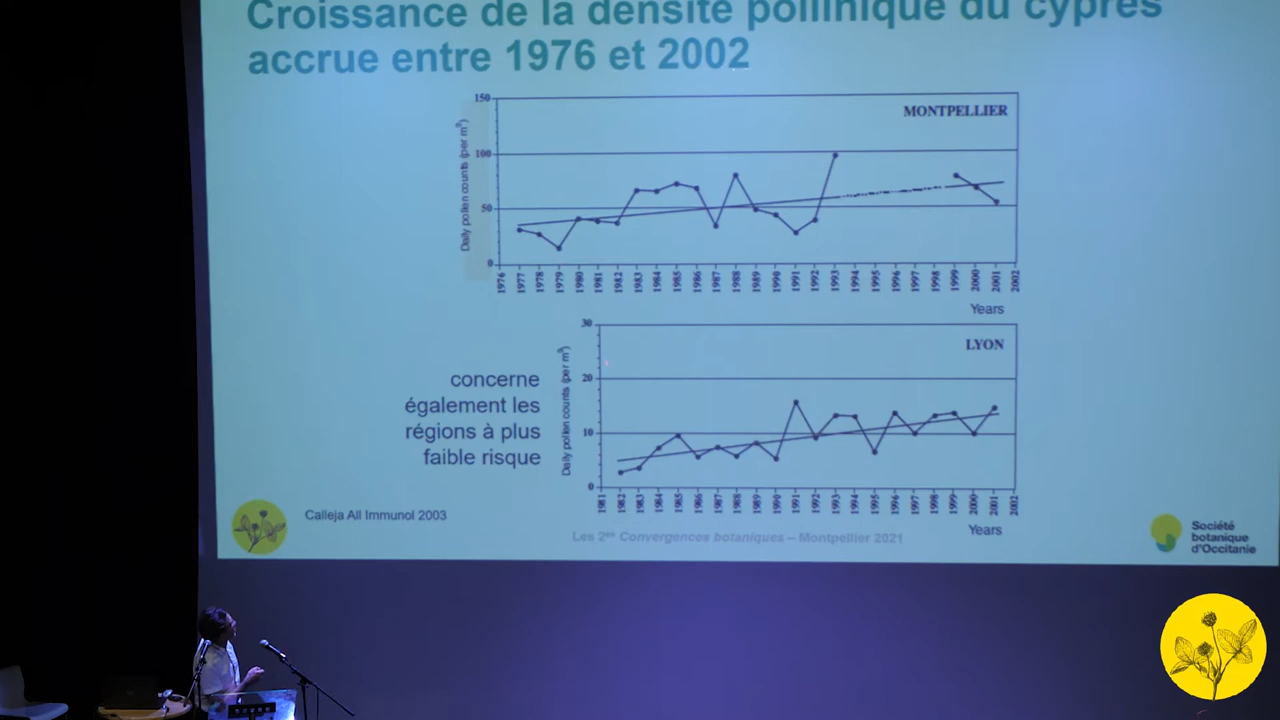 Croissance de la densité pollinique du cyprès
accrue entre 1976 et 2002
150
MONTPELLIER
Daily pollen counts (per m³)
100
50
0
1976 1977 1978 1979 1980 1981 1982 1983 1984 1985 1986 1987 1988 1989 1990 1991 1992 1993 1994 1995 1996 1997 1998 1999 2000 2001 2002
Years
30
LYON
Daily pollen counts (per m³)
20
10
0
1981 1982 1983 1984 1985 1986 1987 1988 1989 1990 1991 1992 1993 1994 1995 1996 1997 1998 1999 2000 2001 2002
Years
concerne
également les
régions à plus
faible risque
Calleja All Immunol 2003
Les 2es Convergences botaniques – Montpellier 2021
Société
botanique
d'Occitanie